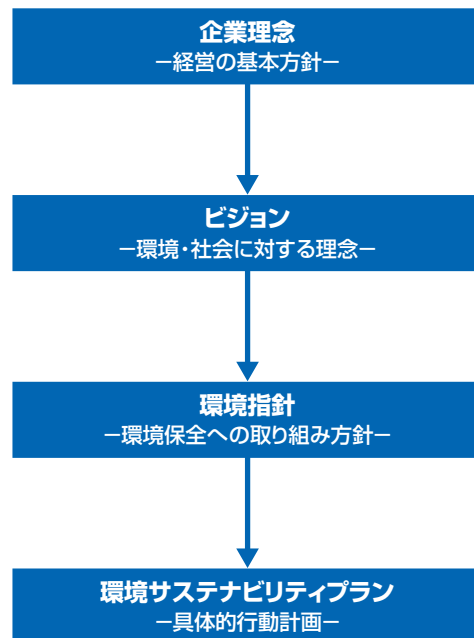 企業理念
ー経営の基本方針ー
ビジョン
ー環境・社会に対する理念ー
環境指針
ー環境保全への取り組み方針ー
環境サステナビリティプラン
ー具体的行動計画ー